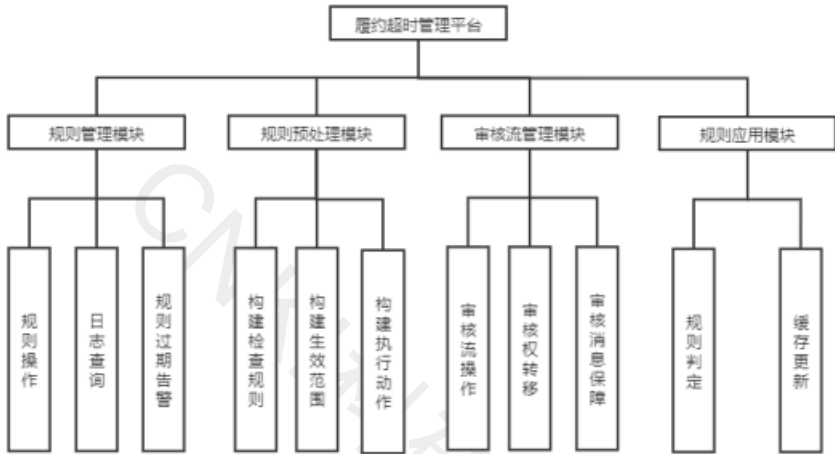 履约超时管理平台
规则管理模块
规则预处理模块
审核流管理模块
规则应用模块
规则操作
日志查询
规则过期告警
构建检查规则
构建生效范围
构建执行动作
审核流操作
审核权转移
审核消息保障
规则判定
缓存更新